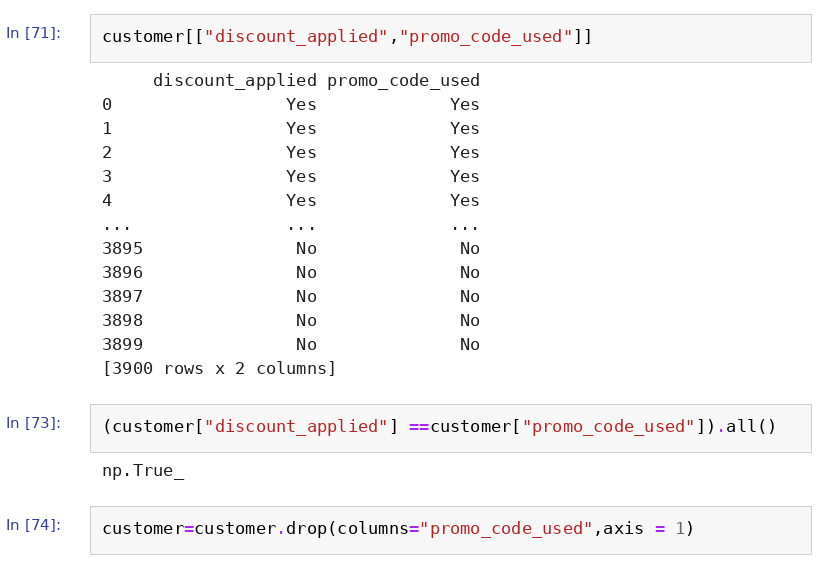 In [71]: customer[["discount_applied","promo_code_used"]]
discount_applied promo_code_used
0 Yes Yes
1 Yes Yes
2 Yes Yes
3 Yes Yes
4 Yes Yes
... ... ...
3895 No No
3896 No No
3897 No No
3898 No No
3899 No No
[3900 rows x 2 columns]
In [73]: (customer["discount_applied"] ==customer["promo_code_used"]).all()
np.True_
In [74]: customer=customer.drop(columns="promo_code_used",axis = 1)